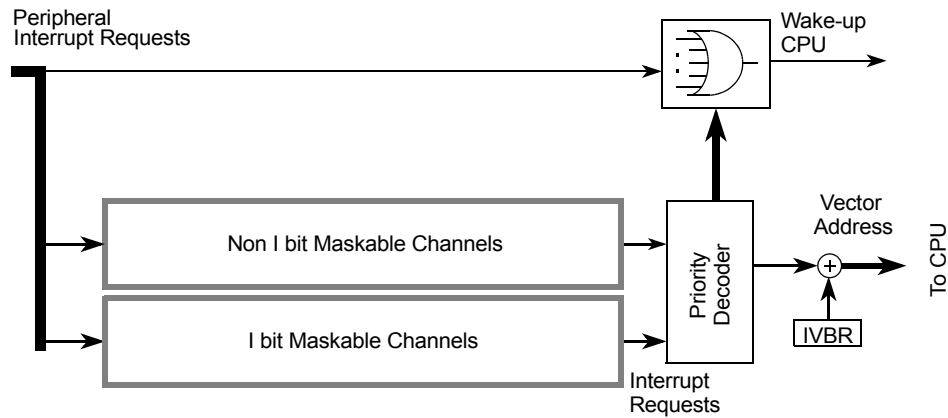 Peripheral
Interrupt Requests
Wake-up
CPU
Non I bit Maskable Channels
I bit Maskable Channels
Priority
Decoder
Interrupt
Requests
Vector
Address
+
IVBR
To CPU